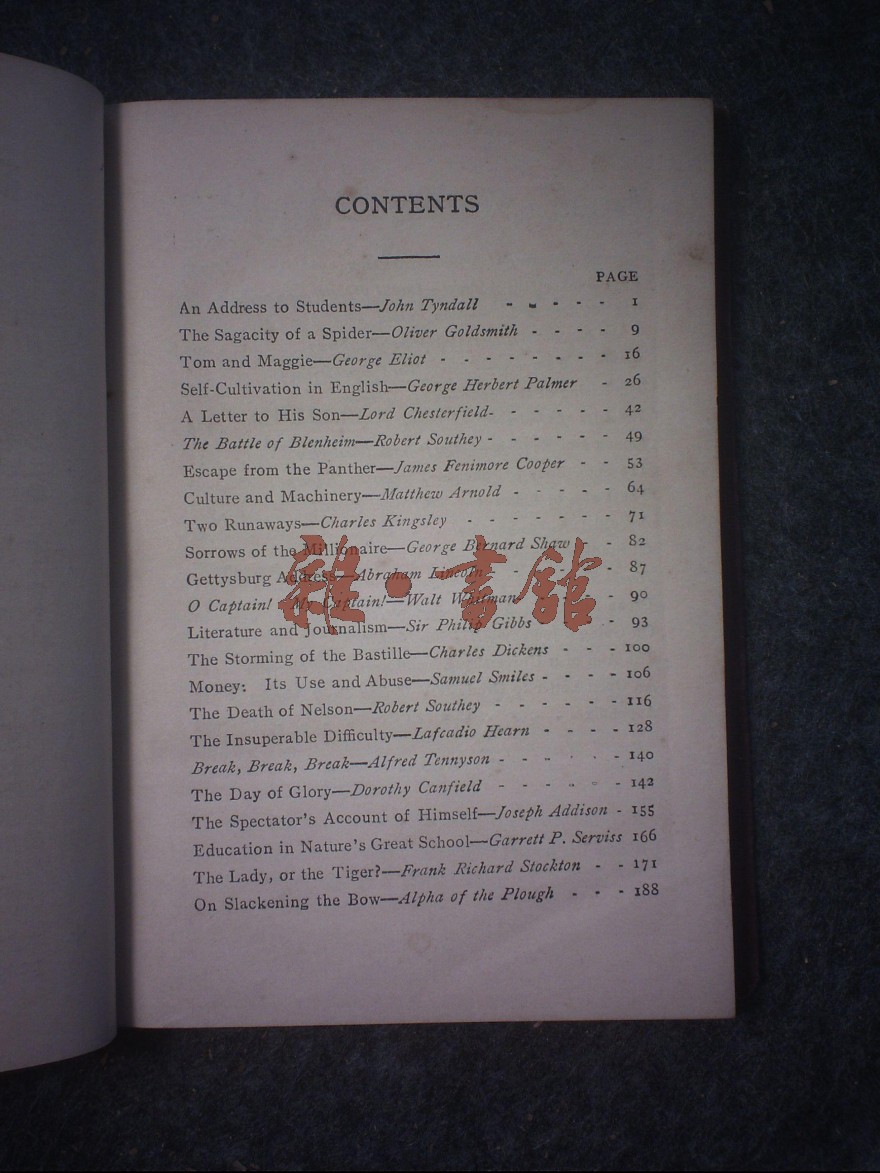 CONTENTS
PAGE
An Address to Students—John Tyndall - - - - - 1
The Sagacity of a Spider—Oliver Goldsmith - - - - 9
Tom and Maggie—George Eliot - - - - - - - - 16
Self-Cultivation in English—George Herbert Palmer - 26
A Letter to His Son—Lord Chesterfield- - - - - - 42
The Battle of Blenheim—Robert Southey - - - - - - 49
Escape from the Panther—James Fenimore Cooper - - 53
Culture and Machinery—Matthew Arnold - - - - - 64
Two Runaways—Charles Kingsley - - - - - - - 71
Sorrows of the Millionaire—George Bernard Shaw - 82
Gettysburg Address—Abraham Lincoln - - - - - - 87
O Captain! My Captain!—Walt Whitman - - - - 90
Literature and Journalism—Sir Philip Gibbs - - - 93
The Storming of the Bastille—Charles Dickens - - - 100
Money: Its Use and Abuse—Samuel Smiles - - - - 106
The Death of Nelson—Robert Southey - - - - - - 116
The Insuperable Difficulty—Lafcadio Hearn - - - - 128
Break, Break, Break—Alfred Tennyson - - - - - - 140
The Day of Glory—Dorothy Canfield - - - - - - 142
The Spectator's Account of Himself—Joseph Addison - 155
Education in Nature's Great School—Garrett P. Serviss 166
The Lady, or the Tiger?—Frank Richard Stockton - - 171
On Slackening the Bow—Alpha of the Plough - - - 188
雜·書館